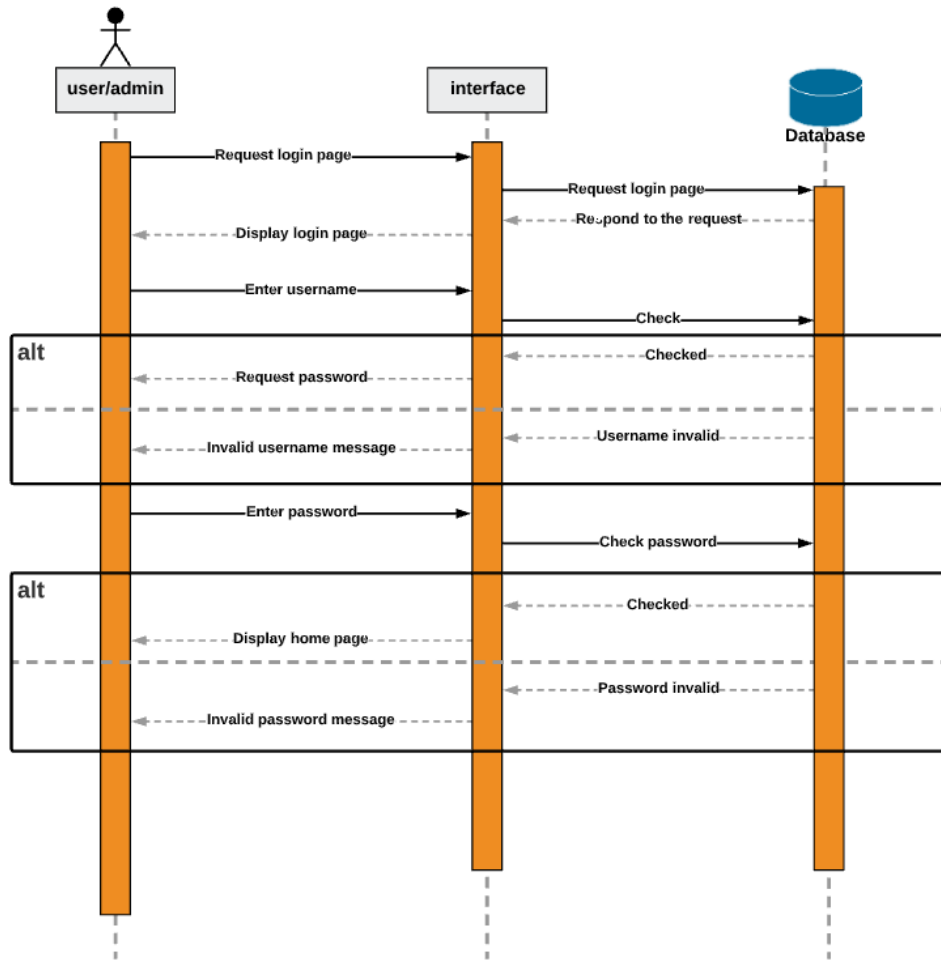 user/admin
interface
Database
Request login page
Request login page
Respond to the request
Display login page
Enter username
Check
alt
Checked
Request password
Username invalid
Invalid username message
Enter password
Check password
alt
Checked
Display home page
Password invalid
Invalid password message